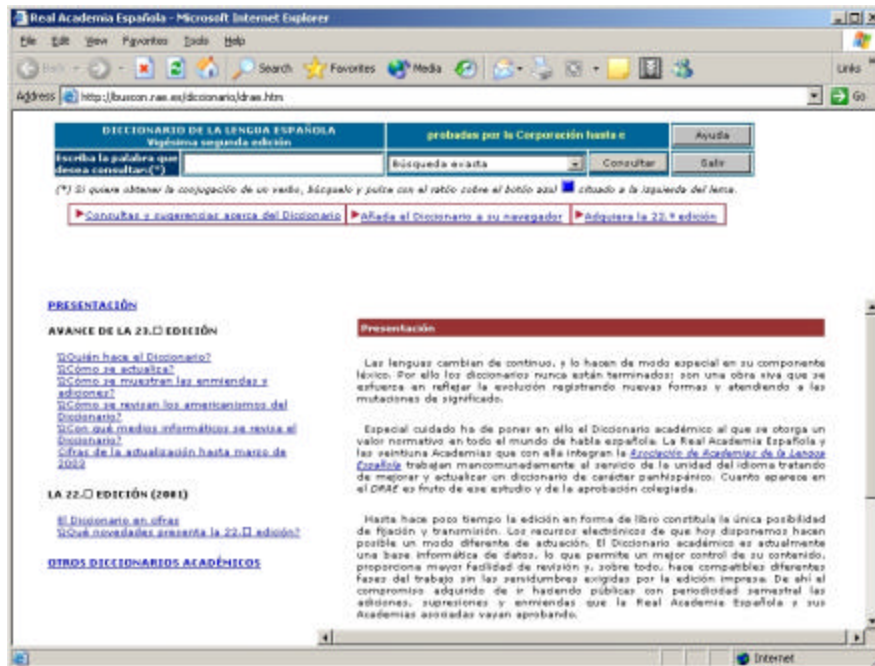 Real Academia Española - Microsoft Internet Explorer
File Edit View Favorites Tools Help
Back Search Favorites Media Links »
Address http://buscon.rae.es/diccionario/drae.htm Go
DICCIONARIO DE LA LENGUA ESPAÑOLA
Vigésima segunda edición
probadas por la Corporación hasta e
Ayuda
Escriba la palabra que
desea consultar:(*)
Búsqueda exacta Consultar Salir
(*) Si quiere obtener la conjugación de un verbo, búsquelo y pulse con el ratón sobre el botón azul situado a la izquierda del lema.
Consultas y sugerencias acerca del Diccionario Añada el Diccionario a su navegador Adquiera la 22.ª edición
PRESENTACIÓN
AVANCE DE LA 23.□ EDICIÓN
¿Quién hace el Diccionario?
¿Cómo se actualiza?
¿Cómo se muestran las enmiendas y
adiciones?
¿Cómo se revisan los americanismos del
Diccionario?
¿Con qué medios informáticos se revisa el
Diccionario?
Cifras de la actualización hasta marzo de
2003
LA 22.□ EDICIÓN (2001)
El Diccionario en cifras
¿Qué novedades presenta la 22.□ edición?
OTROS DICCIONARIOS ACADÉMICOS
Presentación
Las lenguas cambian de continuo, y lo hacen de modo especial en su componente
léxico. Por ello los diccionarios nunca están terminados: son una obra viva que se
esfuerza en reflejar la evolución registrando nuevas formas y atendiendo a las
mutaciones de significado.
Especial cuidado ha de poner en ello el Diccionario académico al que se otorga un
valor normativo en todo el mundo de habla española. La Real Academia Española y
las veintiuna Academias que con ella integran la Asociación de Academias de la Lengua
Española trabajan mancomunadamente al servicio de la unidad del idioma tratando
de mejorar y actualizar un diccionario de carácter panhispánico. Cuanto aparece en
el DRAE es fruto de ese estudio y de la aprobación colegiada.
Hasta hace poco tiempo la edición en forma de libro constituía la única posibilidad
de fijación y transmisión. Los recursos electrónicos de que hoy disponemos hacen
posible un modo diferente de actuación. El Diccionario académico es actualmente
una base informática de datos, lo que permite un mejor control de su contenido,
proporciona mayor facilidad de revisión y, sobre todo, hace compatibles diferentes
fases del trabajo sin las servidumbres exigidas por la edición impresa. De ahí el
compromiso adquirido de ir haciendo públicas con periodicidad semestral las
adiciones, supresiones y enmiendas que la Real Academia Española y sus
Academias asociadas vayan aprobando.
Internet